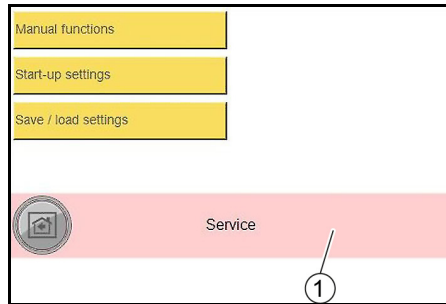 Manual functions
Start-up settings
Save / load settings
Service
1